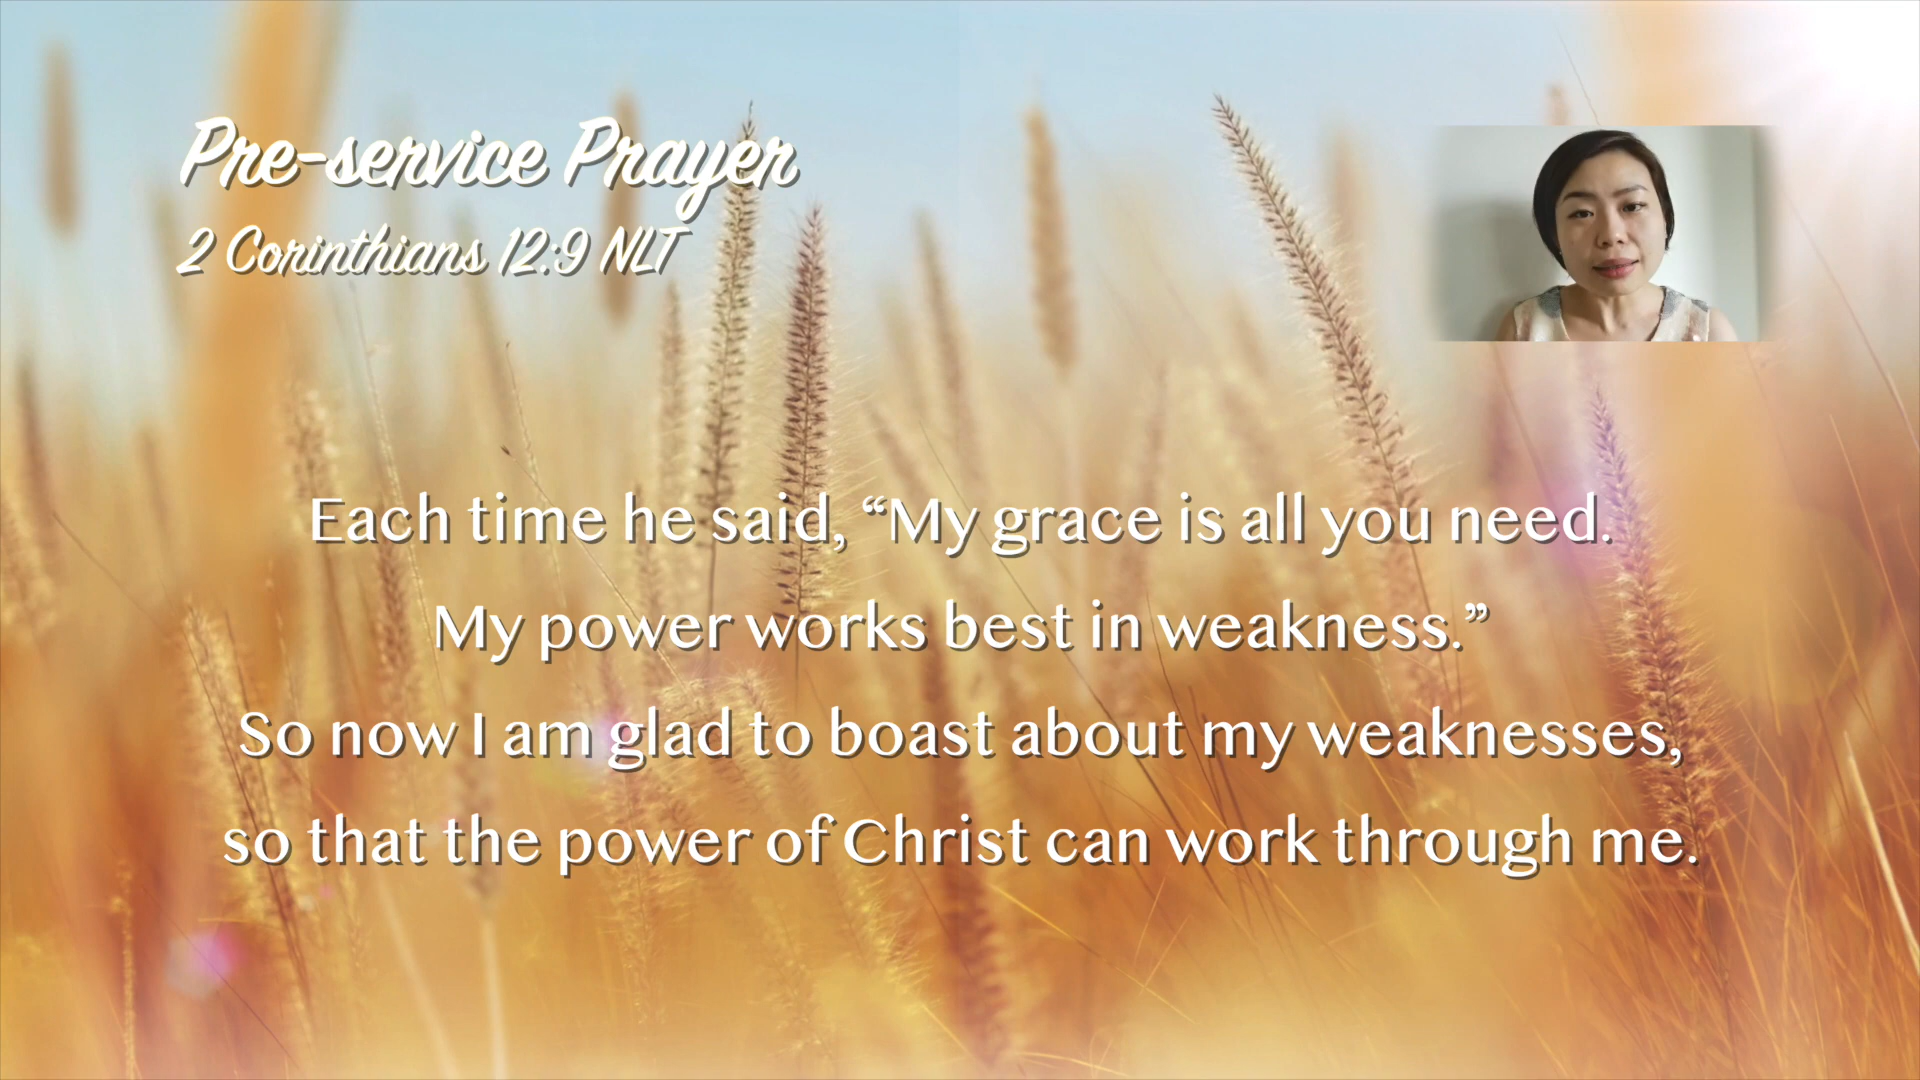 Pre-service Prayer
2 Corinthians 12:9 NLT
Each time he said, “My grace is all you need.
My power works best in weakness.”
So now I am glad to boast about my weaknesses,
so that the power of Christ can work through me.